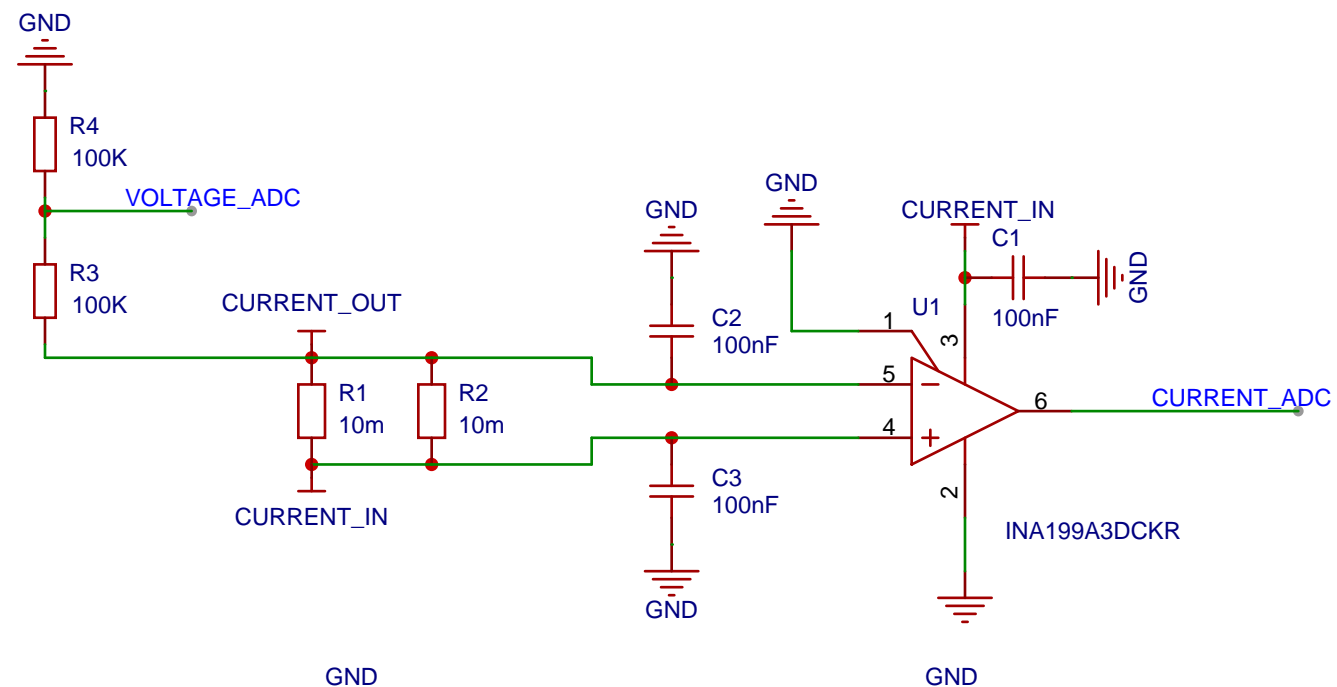 GND
R4
100K
VOLTAGE_ADC
R3
100K
CURRENT_OUT
R1
10m
R2
10m
CURRENT_IN
GND
C2
100nF
C3
100nF
GND
GND
CURRENT_IN
C1
100nF
GND
U1
1
3
5
4
6
2
CURRENT_ADC
INA199A3DCKR
GND
GND